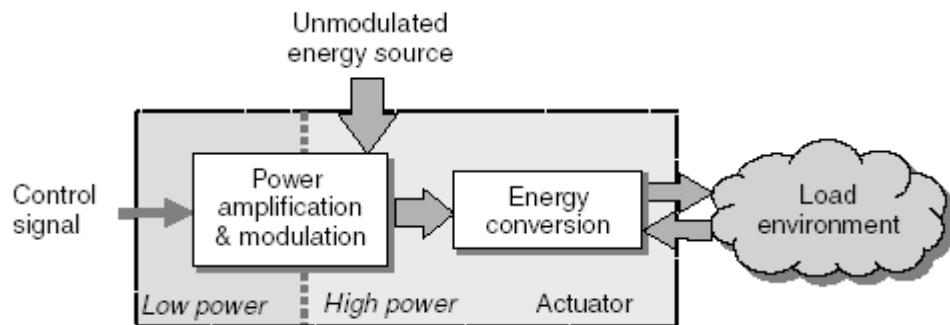 Unmodulated
energy source
Control
signal
Power
amplification
& modulation
Energy
conversion
Load
environment
Low power
High power
Actuator